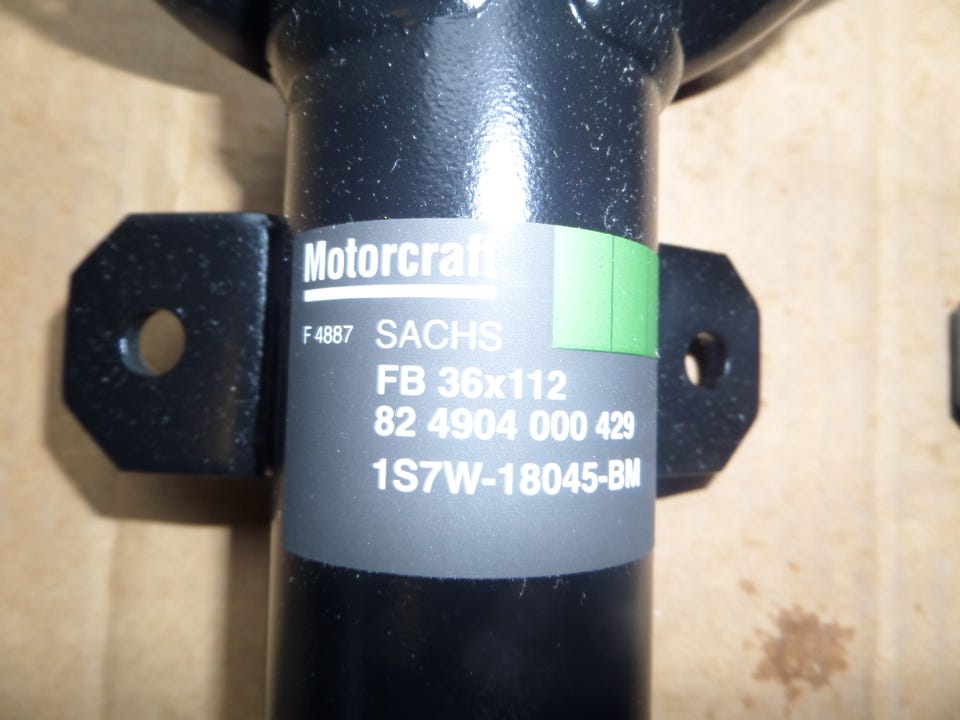 Motorcraft
F 4887 SACHS
FB 36x112
82 4904 000 429
1S7W-18045-BM